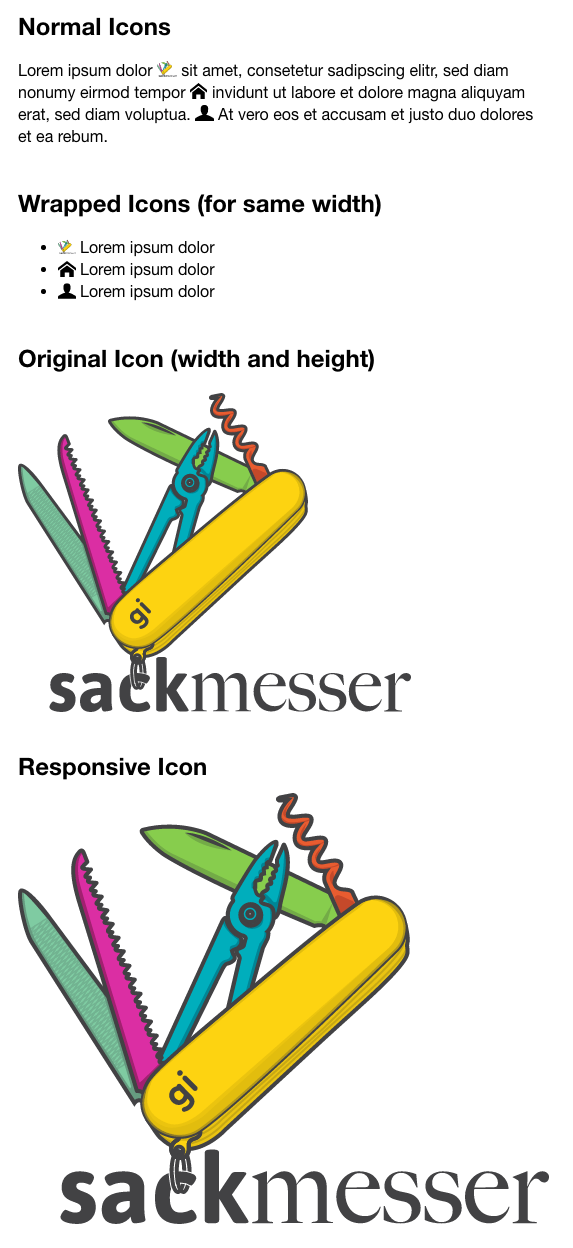 Normal Icons
Lorem ipsum dolor sit amet, consetetur sadipscing elitr, sed diam
nonumy eirmod tempor invidunt ut labore et dolore magna aliquyam
erat, sed diam voluptua. At vero eos et accusam et justo duo dolores
et ea rebum.
Wrapped Icons (for same width)
Lorem ipsum dolor
Lorem ipsum dolor
Lorem ipsum dolor
Original Icon (width and height)
gi
sackmesser
Responsive Icon
gi
sackmesser